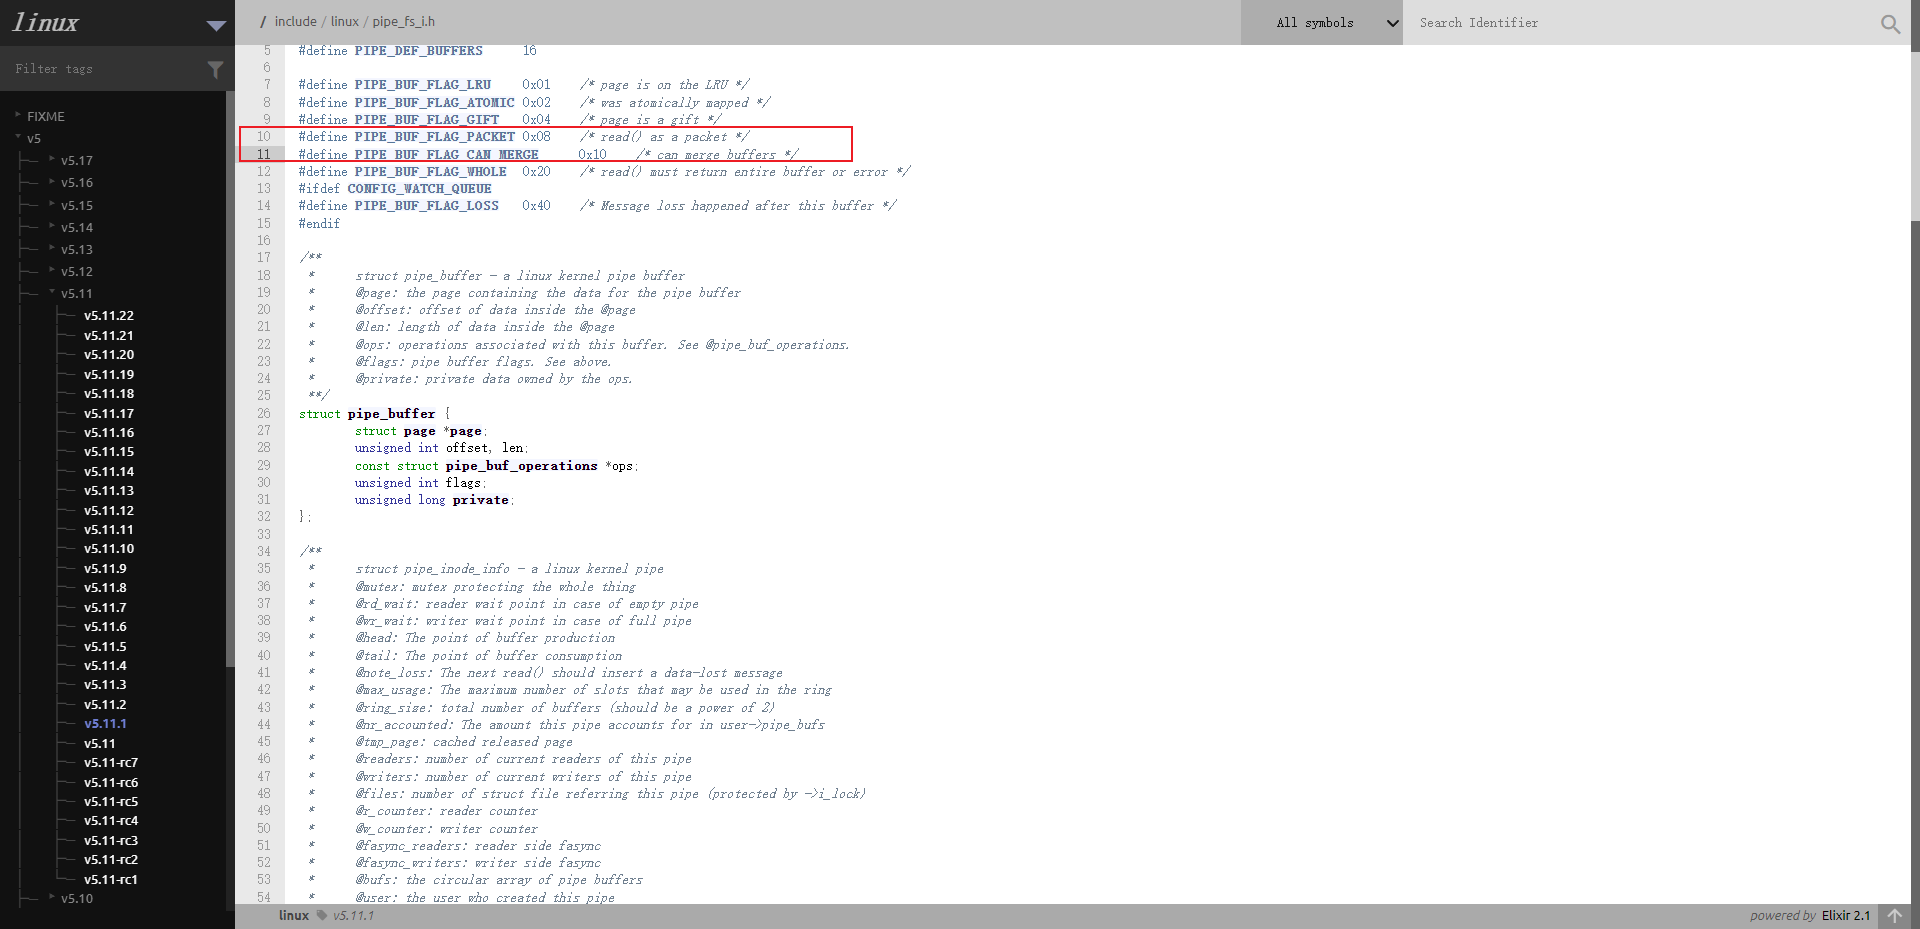 linux
/ include / linux / pipe_fs_i.h
All symbols
Search Identifier
Filter tags
FIXME
v5
v5.17
v5.16
v5.15
v5.14
v5.13
v5.12
v5.11
v5.11.22
v5.11.21
v5.11.20
v5.11.19
v5.11.18
v5.11.17
v5.11.16
v5.11.15
v5.11.14
v5.11.13
v5.11.12
v5.11.11
v5.11.10
v5.11.9
v5.11.8
v5.11.7
v5.11.6
v5.11.5
v5.11.4
v5.11.3
v5.11.2
v5.11.1
v5.11
v5.11-rc7
v5.11-rc6
v5.11-rc5
v5.11-rc4
v5.11-rc3
v5.11-rc2
v5.11-rc1
v5.10
5 #define PIPE_DEF_BUFFERS 16
6
7 #define PIPE_BUF_FLAG_LRU 0x01 /* page is on the LRU */
8 #define PIPE_BUF_FLAG_ATOMIC 0x02 /* was atomically mapped */
9 #define PIPE_BUF_FLAG_GIFT 0x04 /* page is a gift */
10 #define PIPE_BUF_FLAG_PACKET 0x08 /* read() as a packet */
11 #define PIPE_BUF_FLAG_CAN_MERGE 0x10 /* can merge buffers */
12 #define PIPE_BUF_FLAG_WHOLE 0x20 /* read() must return entire buffer or error */
13 #ifdef CONFIG_WATCH_QUEUE
14 #define PIPE_BUF_FLAG_LOSS 0x40 /* Message loss happened after this buffer */
15 #endif
16
17 /**
18 * struct pipe_buffer - a linux kernel pipe buffer
19 * @page: the page containing the data for the pipe buffer
20 * @offset: offset of data inside the @page
21 * @len: length of data inside the @page
22 * @ops: operations associated with this buffer. See @pipe_buf_operations.
23 * @flags: pipe buffer flags. See above.
24 * @private: private data owned by the ops.
25 **/
26 struct pipe_buffer {
27 struct page *page;
28 unsigned int offset, len;
29 const struct pipe_buf_operations *ops;
30 unsigned int flags;
31 unsigned long private;
32 };
33
34 /**
35 * struct pipe_inode_info - a linux kernel pipe
36 * @mutex: mutex protecting the whole thing
37 * @rd_wait: reader wait point in case of empty pipe
38 * @wr_wait: writer wait point in case of full pipe
39 * @head: The point of buffer production
40 * @tail: The point of buffer consumption
41 * @note_loss: The next read() should insert a data-lost message
42 * @max_usage: The maximum number of slots that may be used in the ring
43 * @ring_size: total number of buffers (should be a power of 2)
44 * @nr_accounted: The amount this pipe accounts for in user->pipe_bufs
45 * @tmp_page: cached released page
46 * @readers: number of current readers of this pipe
47 * @writers: number of current writers of this pipe
48 * @files: number of struct file referring this pipe (protected by ->i_lock)
49 * @r_counter: reader counter
50 * @w_counter: writer counter
51 * @fasync_readers: reader side fasync
52 * @fasync_writers: writer side fasync
53 * @bufs: the circular array of pipe buffers
54 * @user: the user who created this pipe
linux v5.11.1
powered by Elixir 2.1